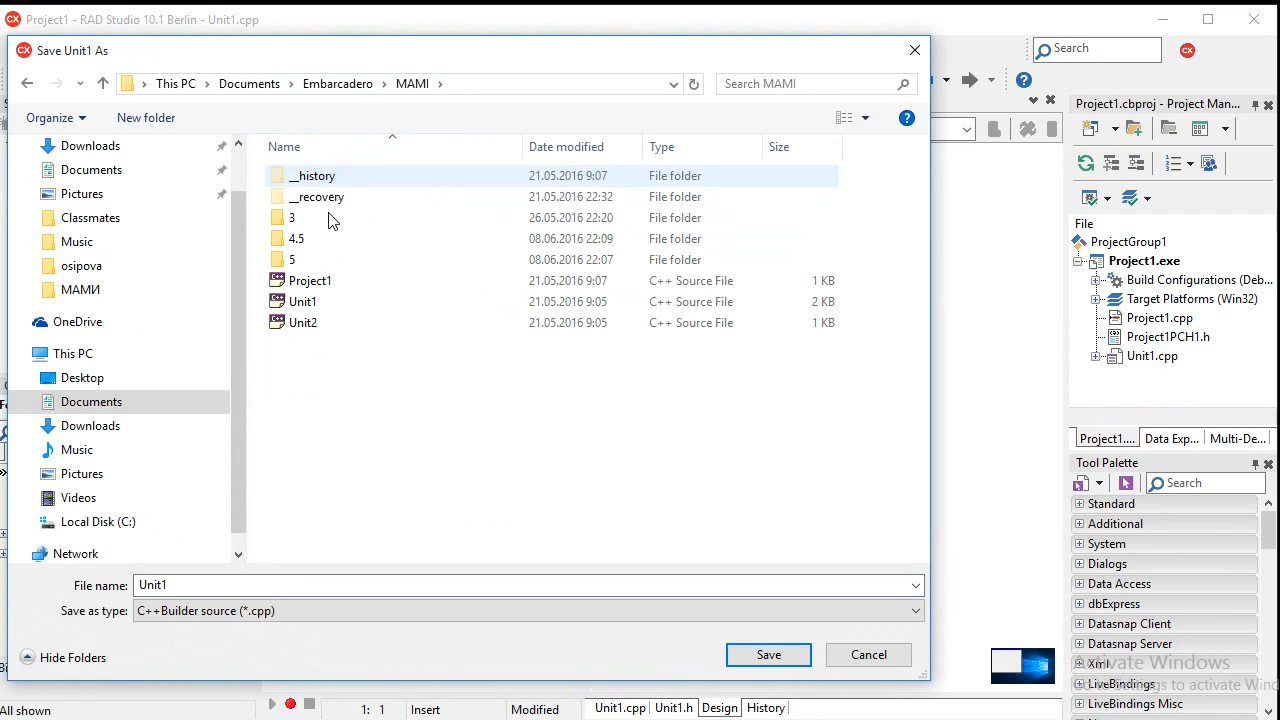 Project1 - RAD Studio 10.1 Berlin - Unit1.cpp
Save Unit1 As
Search
This PC Documents Embarcadero MAMI
Search MAMI
Project1.cbproj - Project Man...
Organize
New folder
Name Date modified Type Size
Downloads
Documents
Pictures
Classmates
Music
osipova
МАМИ
OneDrive
This PC
Desktop
Documents
Downloads
Music
Pictures
Videos
Local Disk (C:)
Network
__history 21.05.2016 9:07 File folder
__recovery 21.05.2016 22:32 File folder
3 26.05.2016 22:20 File folder
4.5 08.06.2016 22:09 File folder
5 08.06.2016 22:07 File folder
Project1 21.05.2016 9:07 C++ Source File 1 KB
Unit1 21.05.2016 9:05 C++ Source File 2 KB
Unit2 21.05.2016 9:05 C++ Source File 1 KB
File name: Unit1
Save as type: C++Builder source (*.cpp)
Hide Folders
Save
Cancel
File
ProjectGroup1
Project1.exe
Build Configurations (Deb...
Target Platforms (Win32)
Project1.cpp
Project1PCH1.h
Unit1.cpp
Project1.... Data Exp... Multi-De...
Tool Palette
Search
Standard
Additional
System
Dialogs
Data Access
dbExpress
Datasnap Client
Datasnap Server
Xml
Activate Windows
LiveBindings
LiveBindings Misc
All shown
1: 1 Insert Modified Unit1.cpp Unit1.h Design History